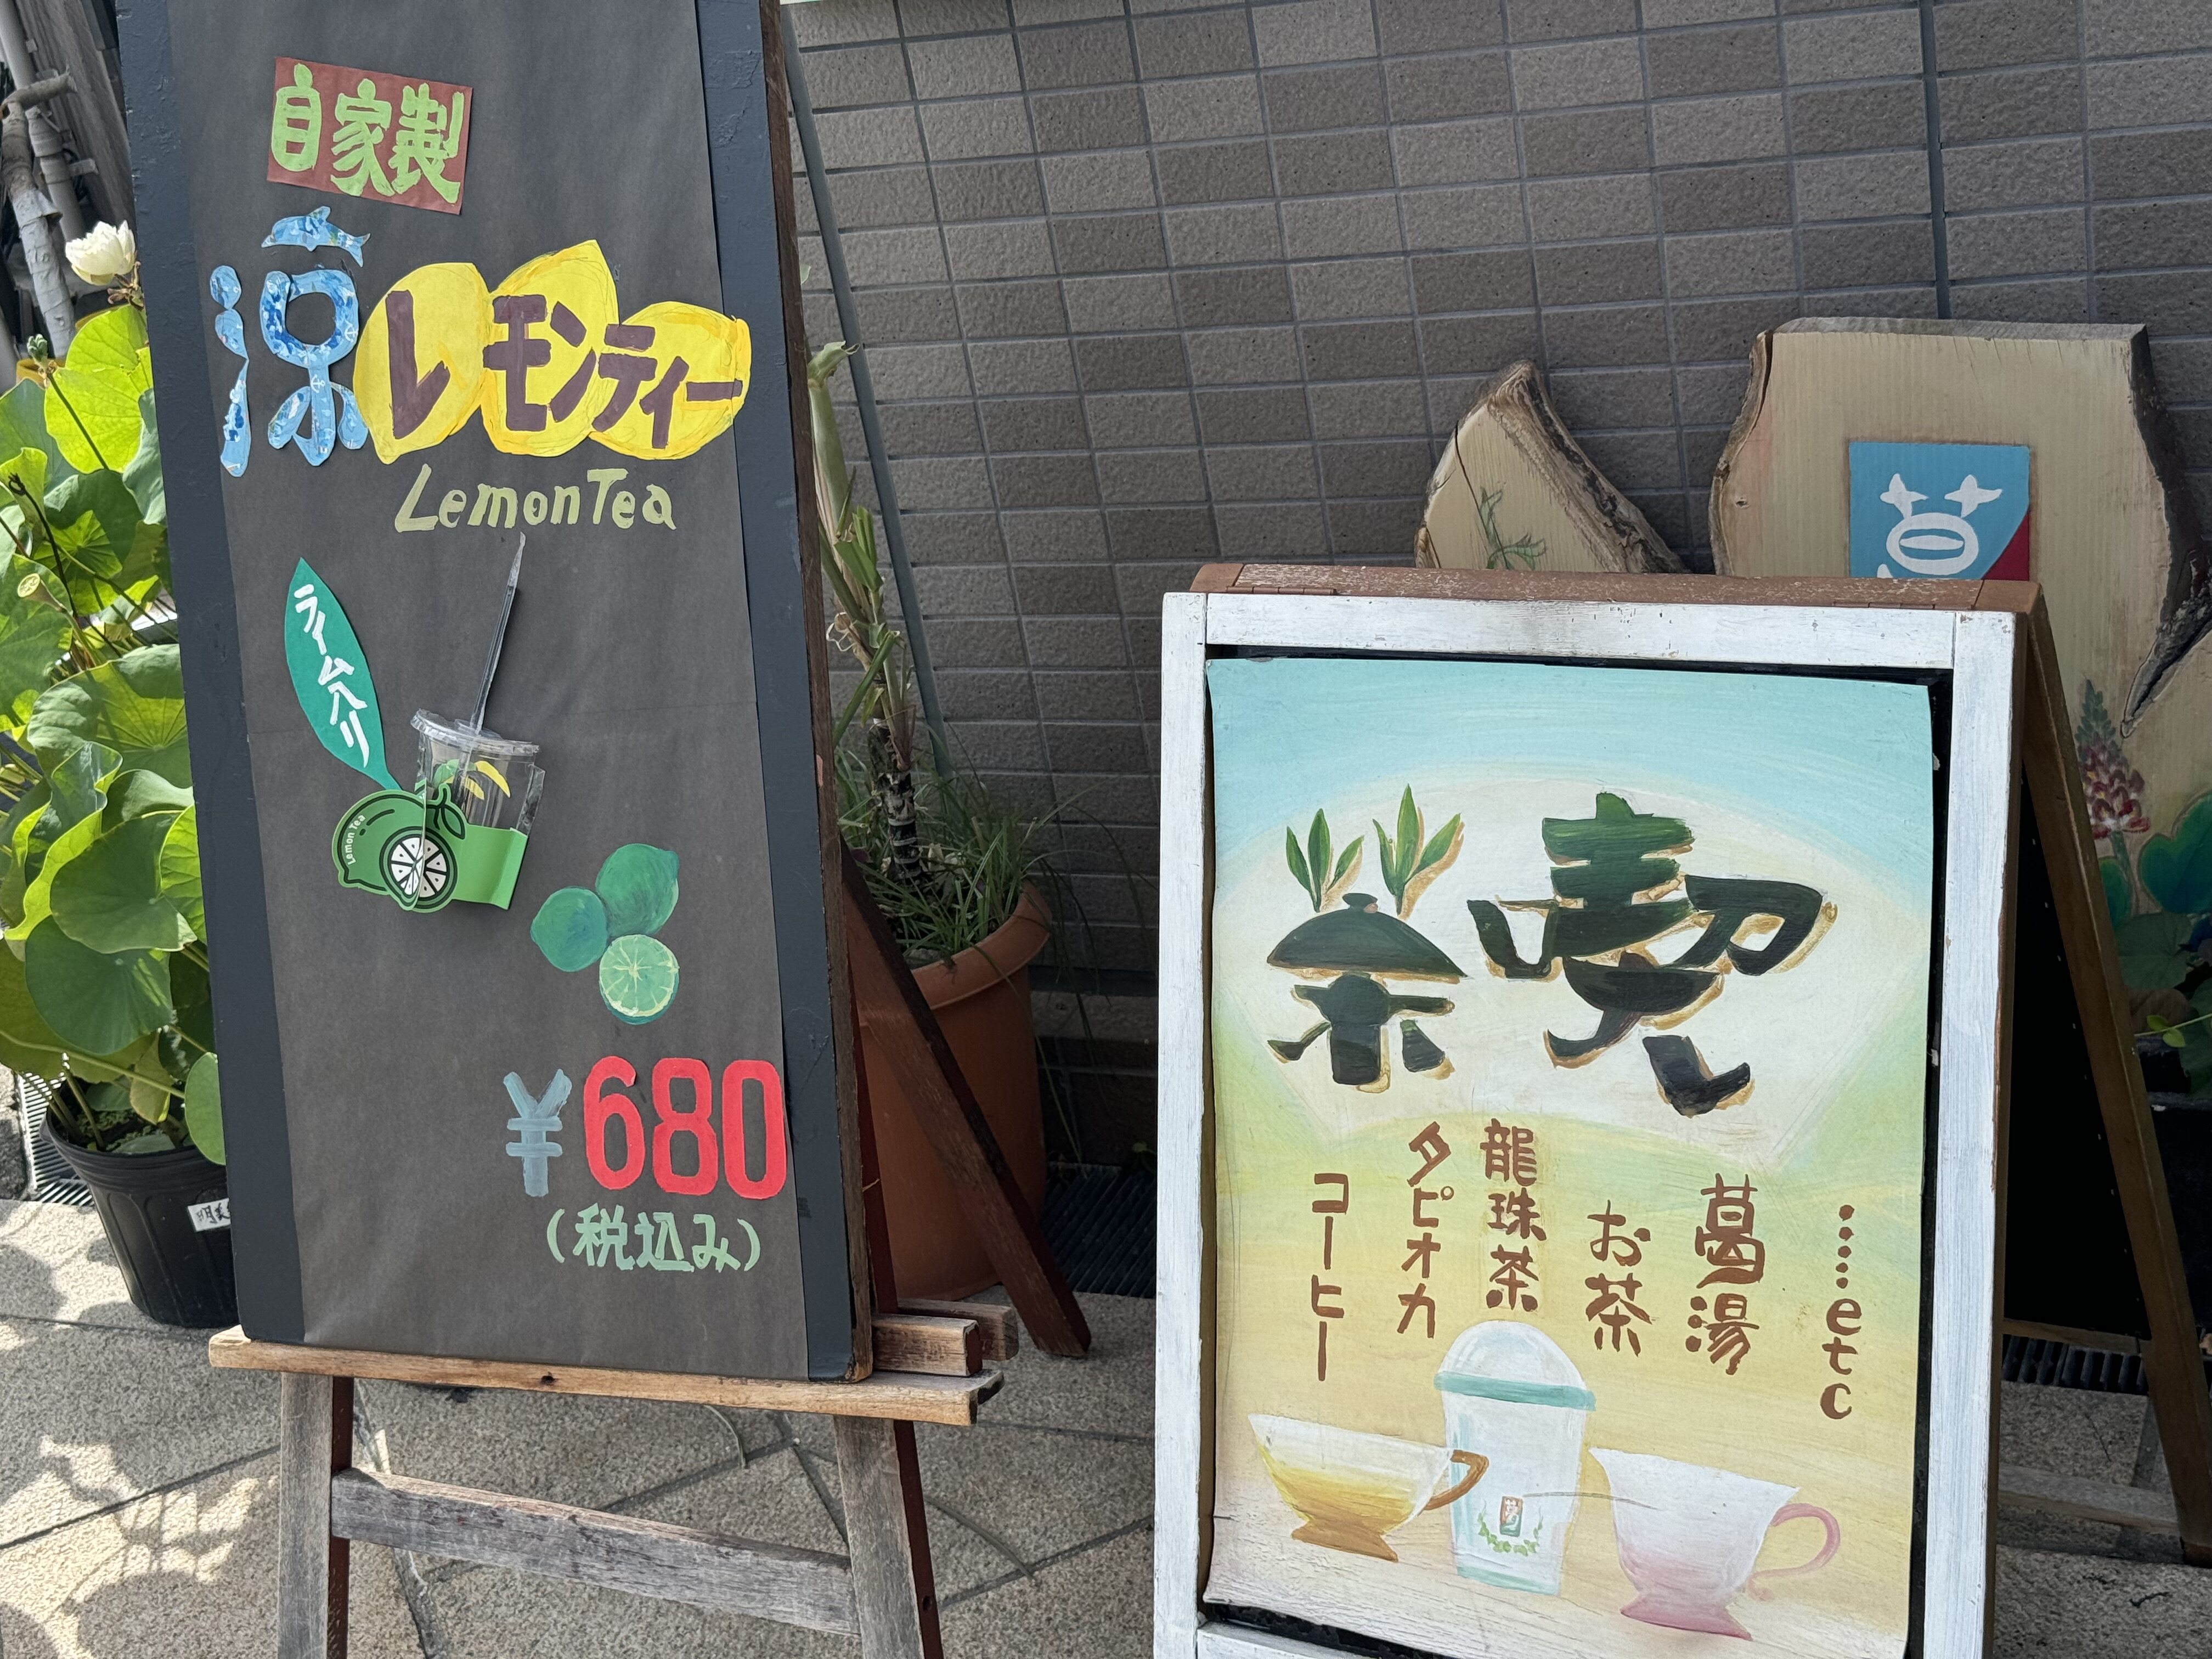 自家製
涼レモンティー
LemonTea
ライム入り
Lemon Tea
¥680
(税込み)
喫茶
コーヒー
タピオカ
龍珠茶
お茶
葛湯
……etc